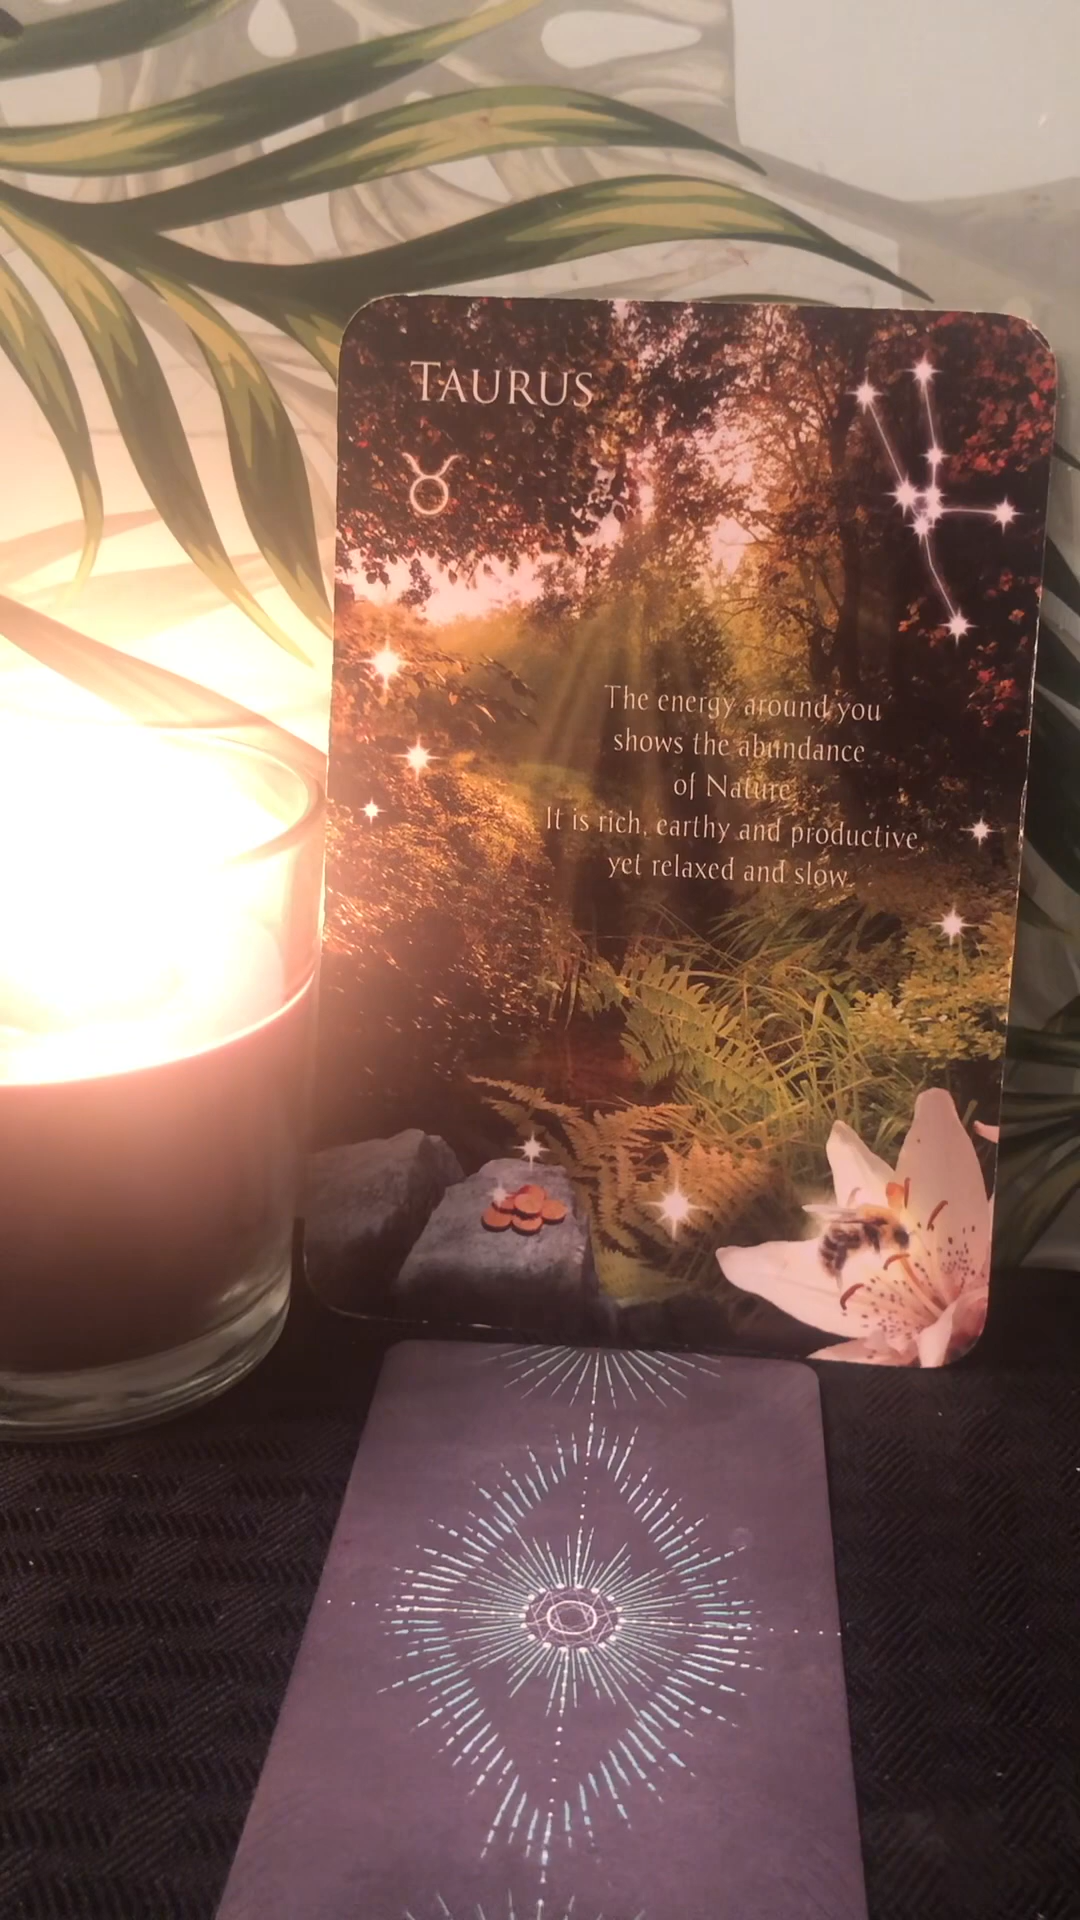 TAURUS
♉
The energy around you
shows the abundance
of Nature
It is rich, earthy and productive
yet relaxed and slow.